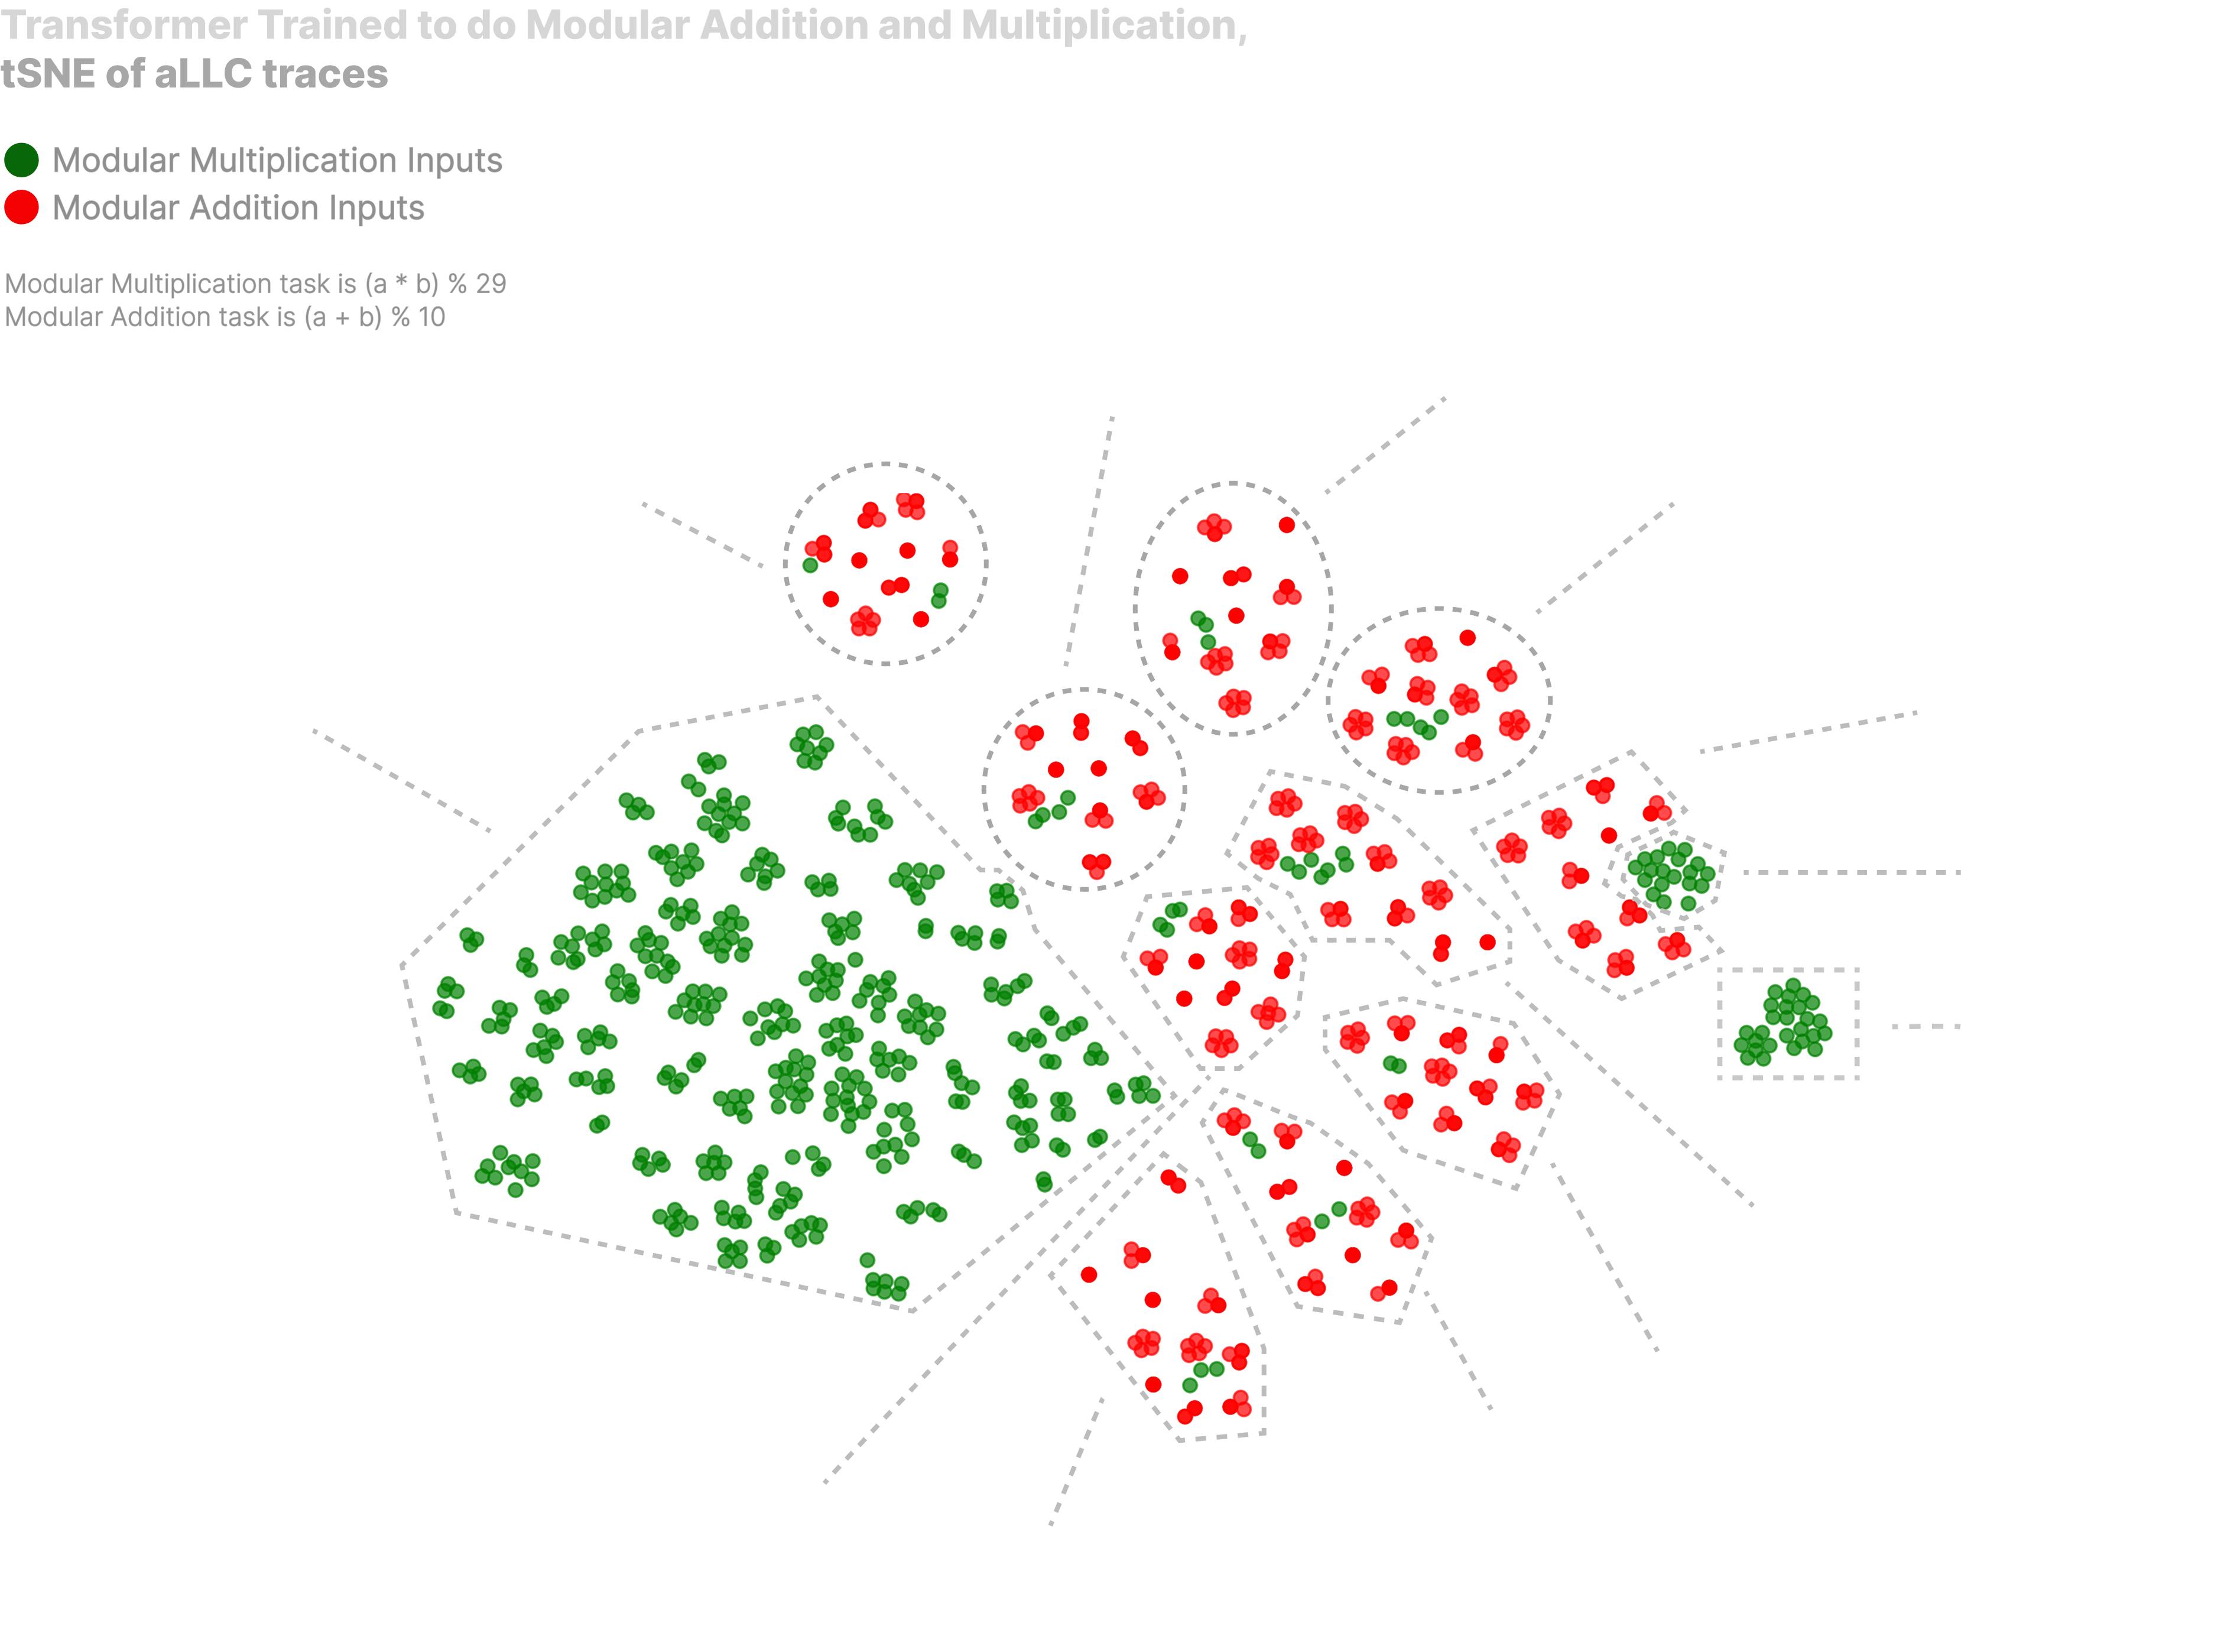 Transformer Trained to do Modular Addition and Multiplication,
tSNE of aLLC traces
Modular Multiplication Inputs
Modular Addition Inputs
Modular Multiplication task is (a * b) % 29
Modular Addition task is (a + b) % 10